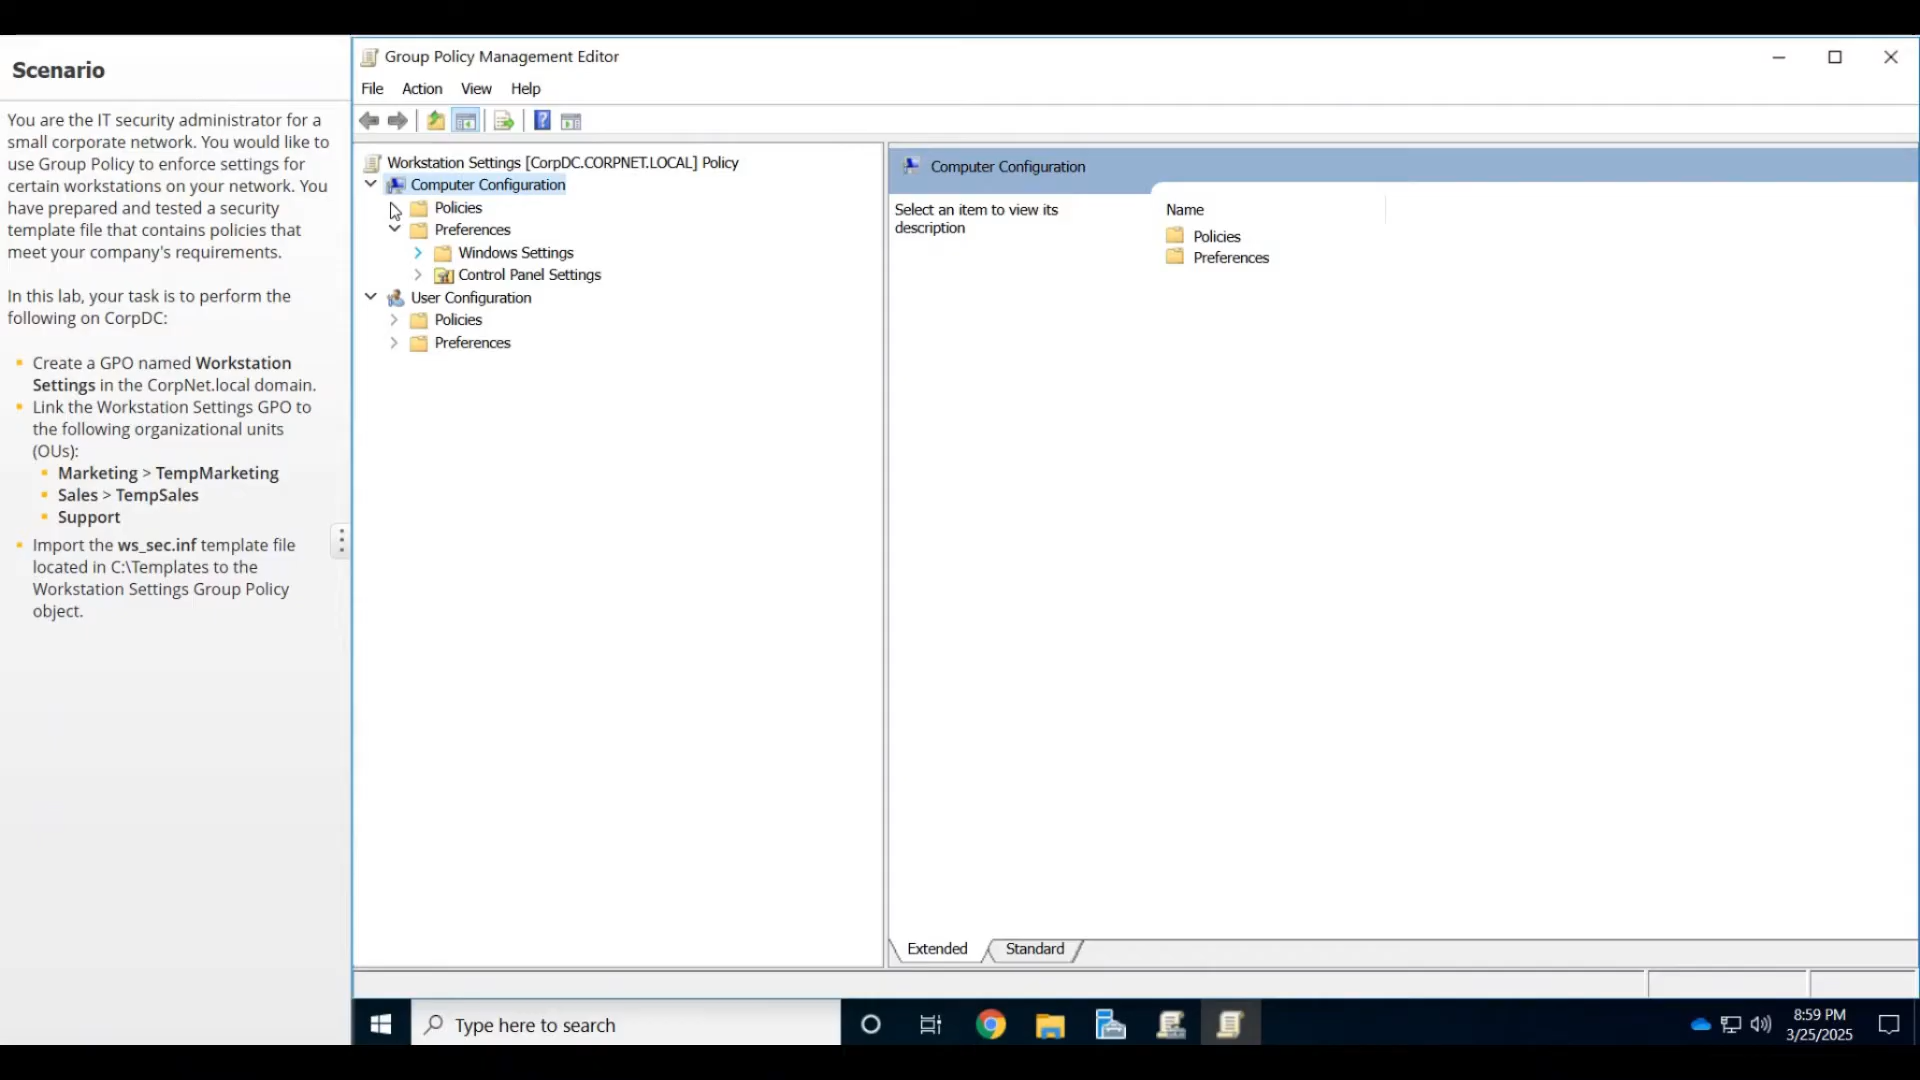 Scenario
You are the IT security administrator for a
small corporate network. You would like to
use Group Policy to enforce settings for
certain workstations on your network. You
have prepared and tested a security
template file that contains policies that
meet your company's requirements.
In this lab, your task is to perform the
following on CorpDC:
Create a GPO named Workstation
Settings in the CorpNet.local domain.
Link the Workstation Settings GPO to
the following organizational units
(OUs):
Marketing > TempMarketing
Sales > TempSales
Support
Import the ws_sec.inf template file
located in C:\Templates to the
Workstation Settings Group Policy
object.
Group Policy Management Editor
File Action View Help
Workstation Settings [CorpDC.CORPNET.LOCAL] Policy
Computer Configuration
Policies
Preferences
Windows Settings
Control Panel Settings
User Configuration
Policies
Preferences
Computer Configuration
Select an item to view its
description
Name
Policies
Preferences
Extended Standard
Type here to search
8:59 PM
3/25/2025